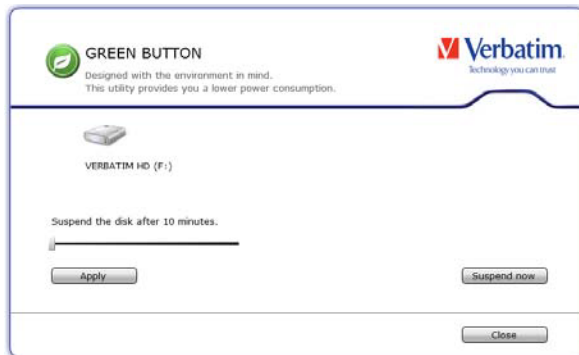 GREEN BUTTON
Designed with the environment in mind.
This utility provides you a lower power consumption.
Verbatim.
Technology you can trust
VERBATIM HD (F:)
Suspend the disk after 10 minutes.
Apply
Suspend now
Close